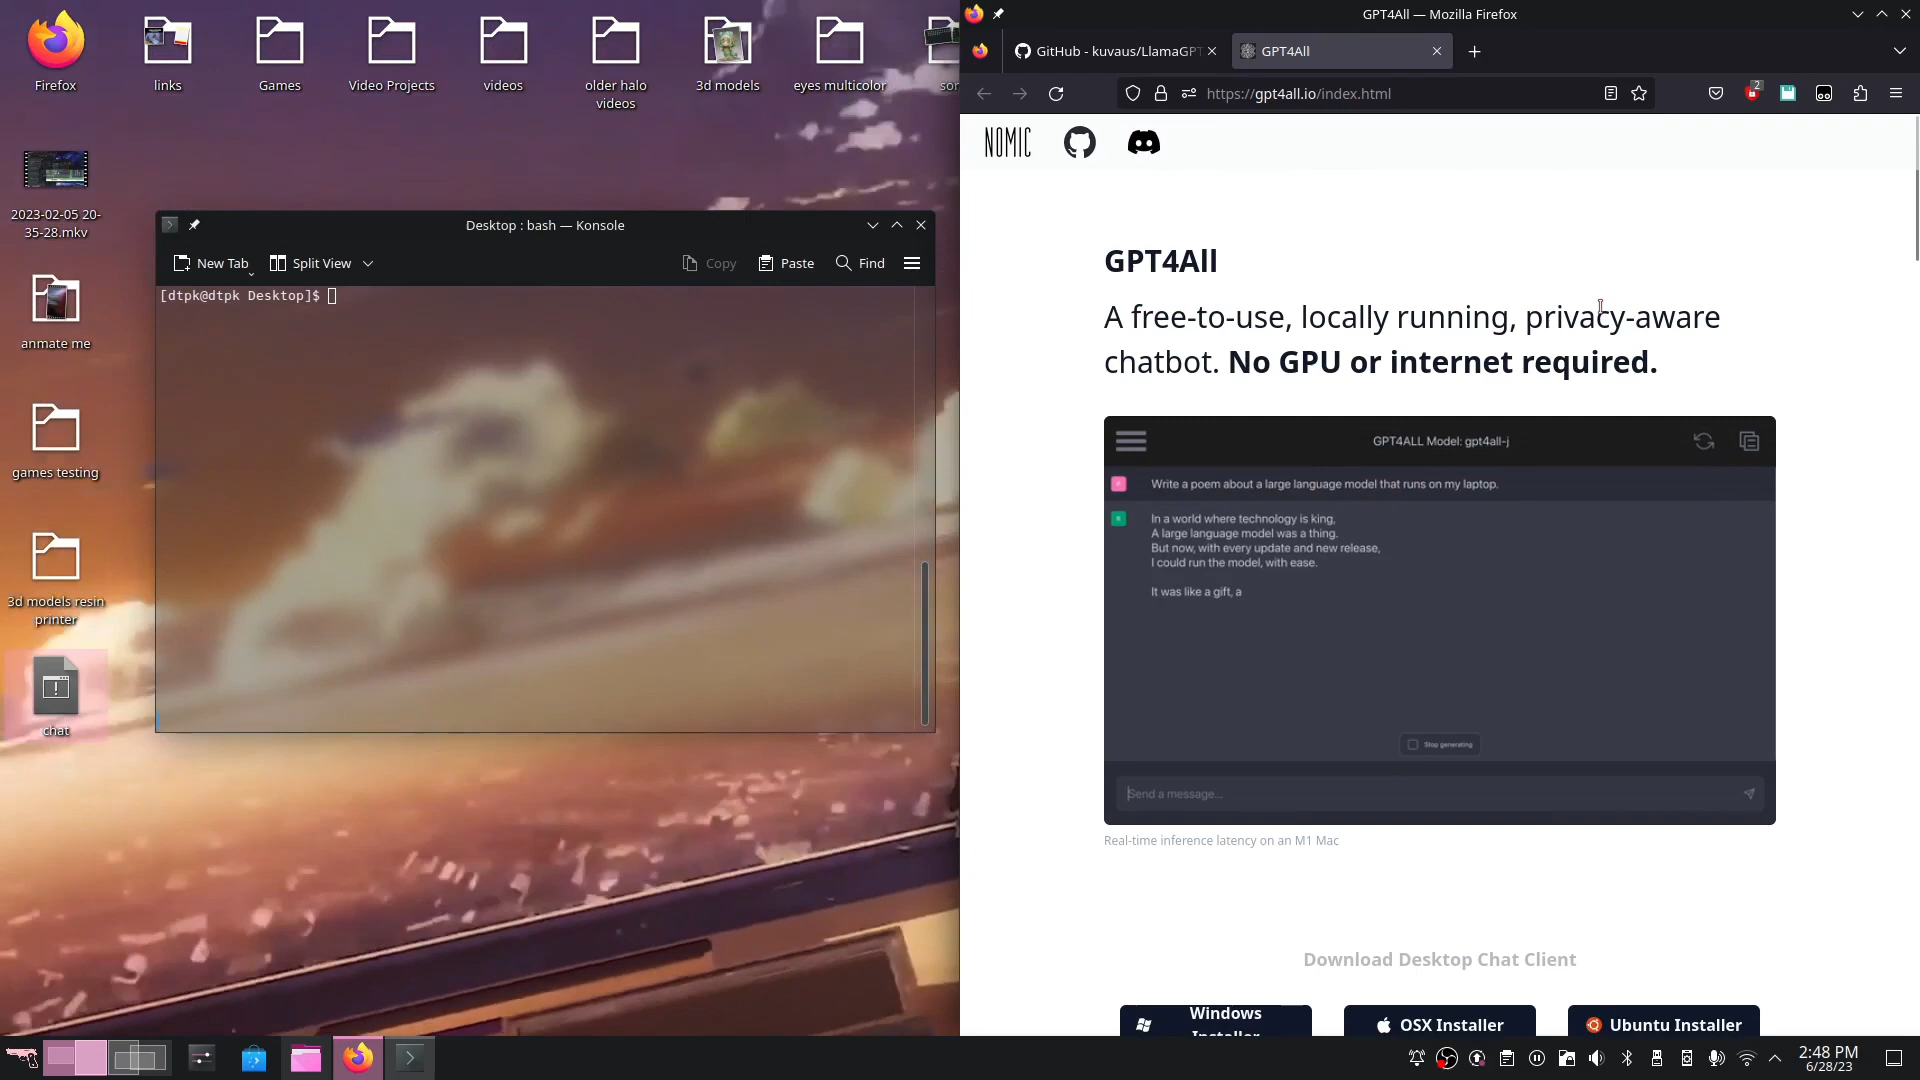 Firefox
links
Games
Video Projects
videos
older halo
videos
3d models
eyes multicolor
2023-02-05 20-
35-28.mkv
anmate me
games testing
3d models resin
printer
chat
Desktop : bash — Konsole
New Tab
Split View
Copy
Paste
Find
[dtpk@dtpk Desktop]$
GPT4All — Mozilla Firefox
GitHub - kuvaus/LlamaGPT
GPT4All
https://gpt4all.io/index.html
2
NOMIC
GPT4All
A free-to-use, locally running, privacy-aware
chatbot. No GPU or internet required.
GPT4ALL Model: gpt4all-j
Write a poem about a large language model that runs on my laptop.
In a world where technology is king,
A large language model was a thing.
But now, with every update and new release,
I could run the model, with ease.
It was like a gift, a
Stop generating
Send a message...
Real-time inference latency on an M1 Mac
Download Desktop Chat Client
Windows
Installer
OSX Installer
Ubuntu Installer
2:48 PM
6/28/23